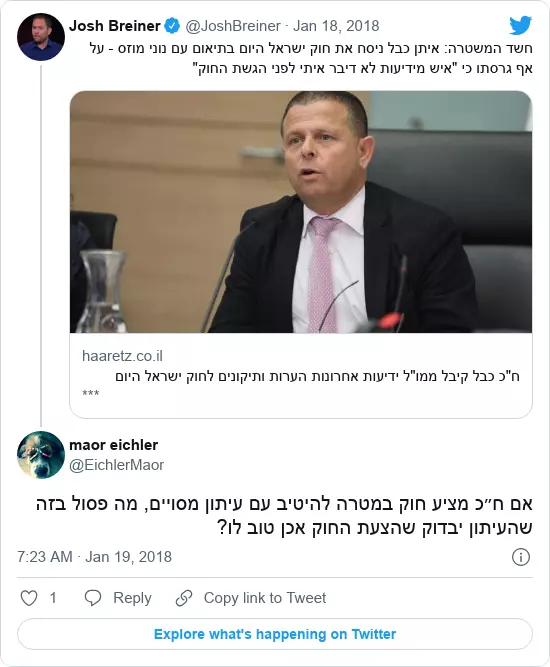 Josh Breiner @JoshBreiner · Jan 18, 2018
חשד המשטרה: איתן כבל ניסח את חוק ישראל היום בתיאום עם נוני מוזס - על
אף גרסתו כי "איש מידיעות לא דיבר איתי לפני הגשת החוק"
haaretz.co.il
ח"כ כבל קיבל ממו"ל ידיעות אחרונות הערות ותיקונים לחוק ישראל היום
***
maor eichler
@EichlerMaor
אם ח״כ מציע חוק במטרה להיטיב עם עיתון מסויים, מה פסול בזה
שהעיתון יבדוק שהצעת החוק אכן טוב לו?
7:23 AM · Jan 19, 2018
1 Reply Copy link to Tweet
Explore what's happening on Twitter